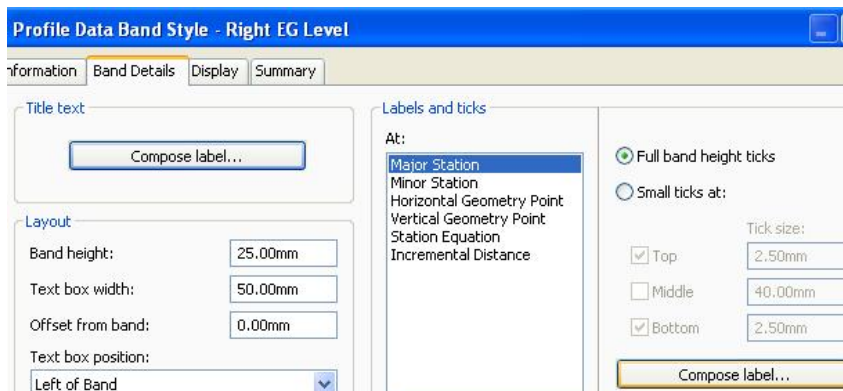 Profile Data Band Style - Right EG Level
nformation Band Details Display Summary
Title text
Compose label...
Layout
Band height: 25.00mm
Text box width: 50.00mm
Offset from band: 0.00mm
Text box position:
Left of Band
Labels and ticks
At:
Major Station
Minor Station
Horizontal Geometry Point
Vertical Geometry Point
Station Equation
Incremental Distance
Full band height ticks
Small ticks at:
Tick size:
Top 2.50mm
Middle 40.00mm
Bottom 2.50mm
Compose label...